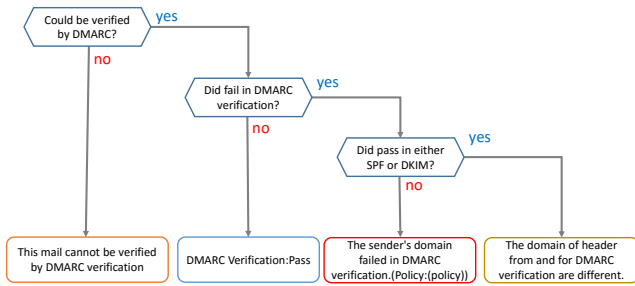 Could be verified
by DMARC?
yes
no
Did fail in DMARC
verification?
yes
no
Did pass in either
SPF or DKIM?
yes
no
This mail cannot be verified
by DMARC verification
DMARC Verification:Pass
The sender's domain
failed in DMARC
verification.(Policy:(policy))
The domain of header
from and for DMARC
verification are different.